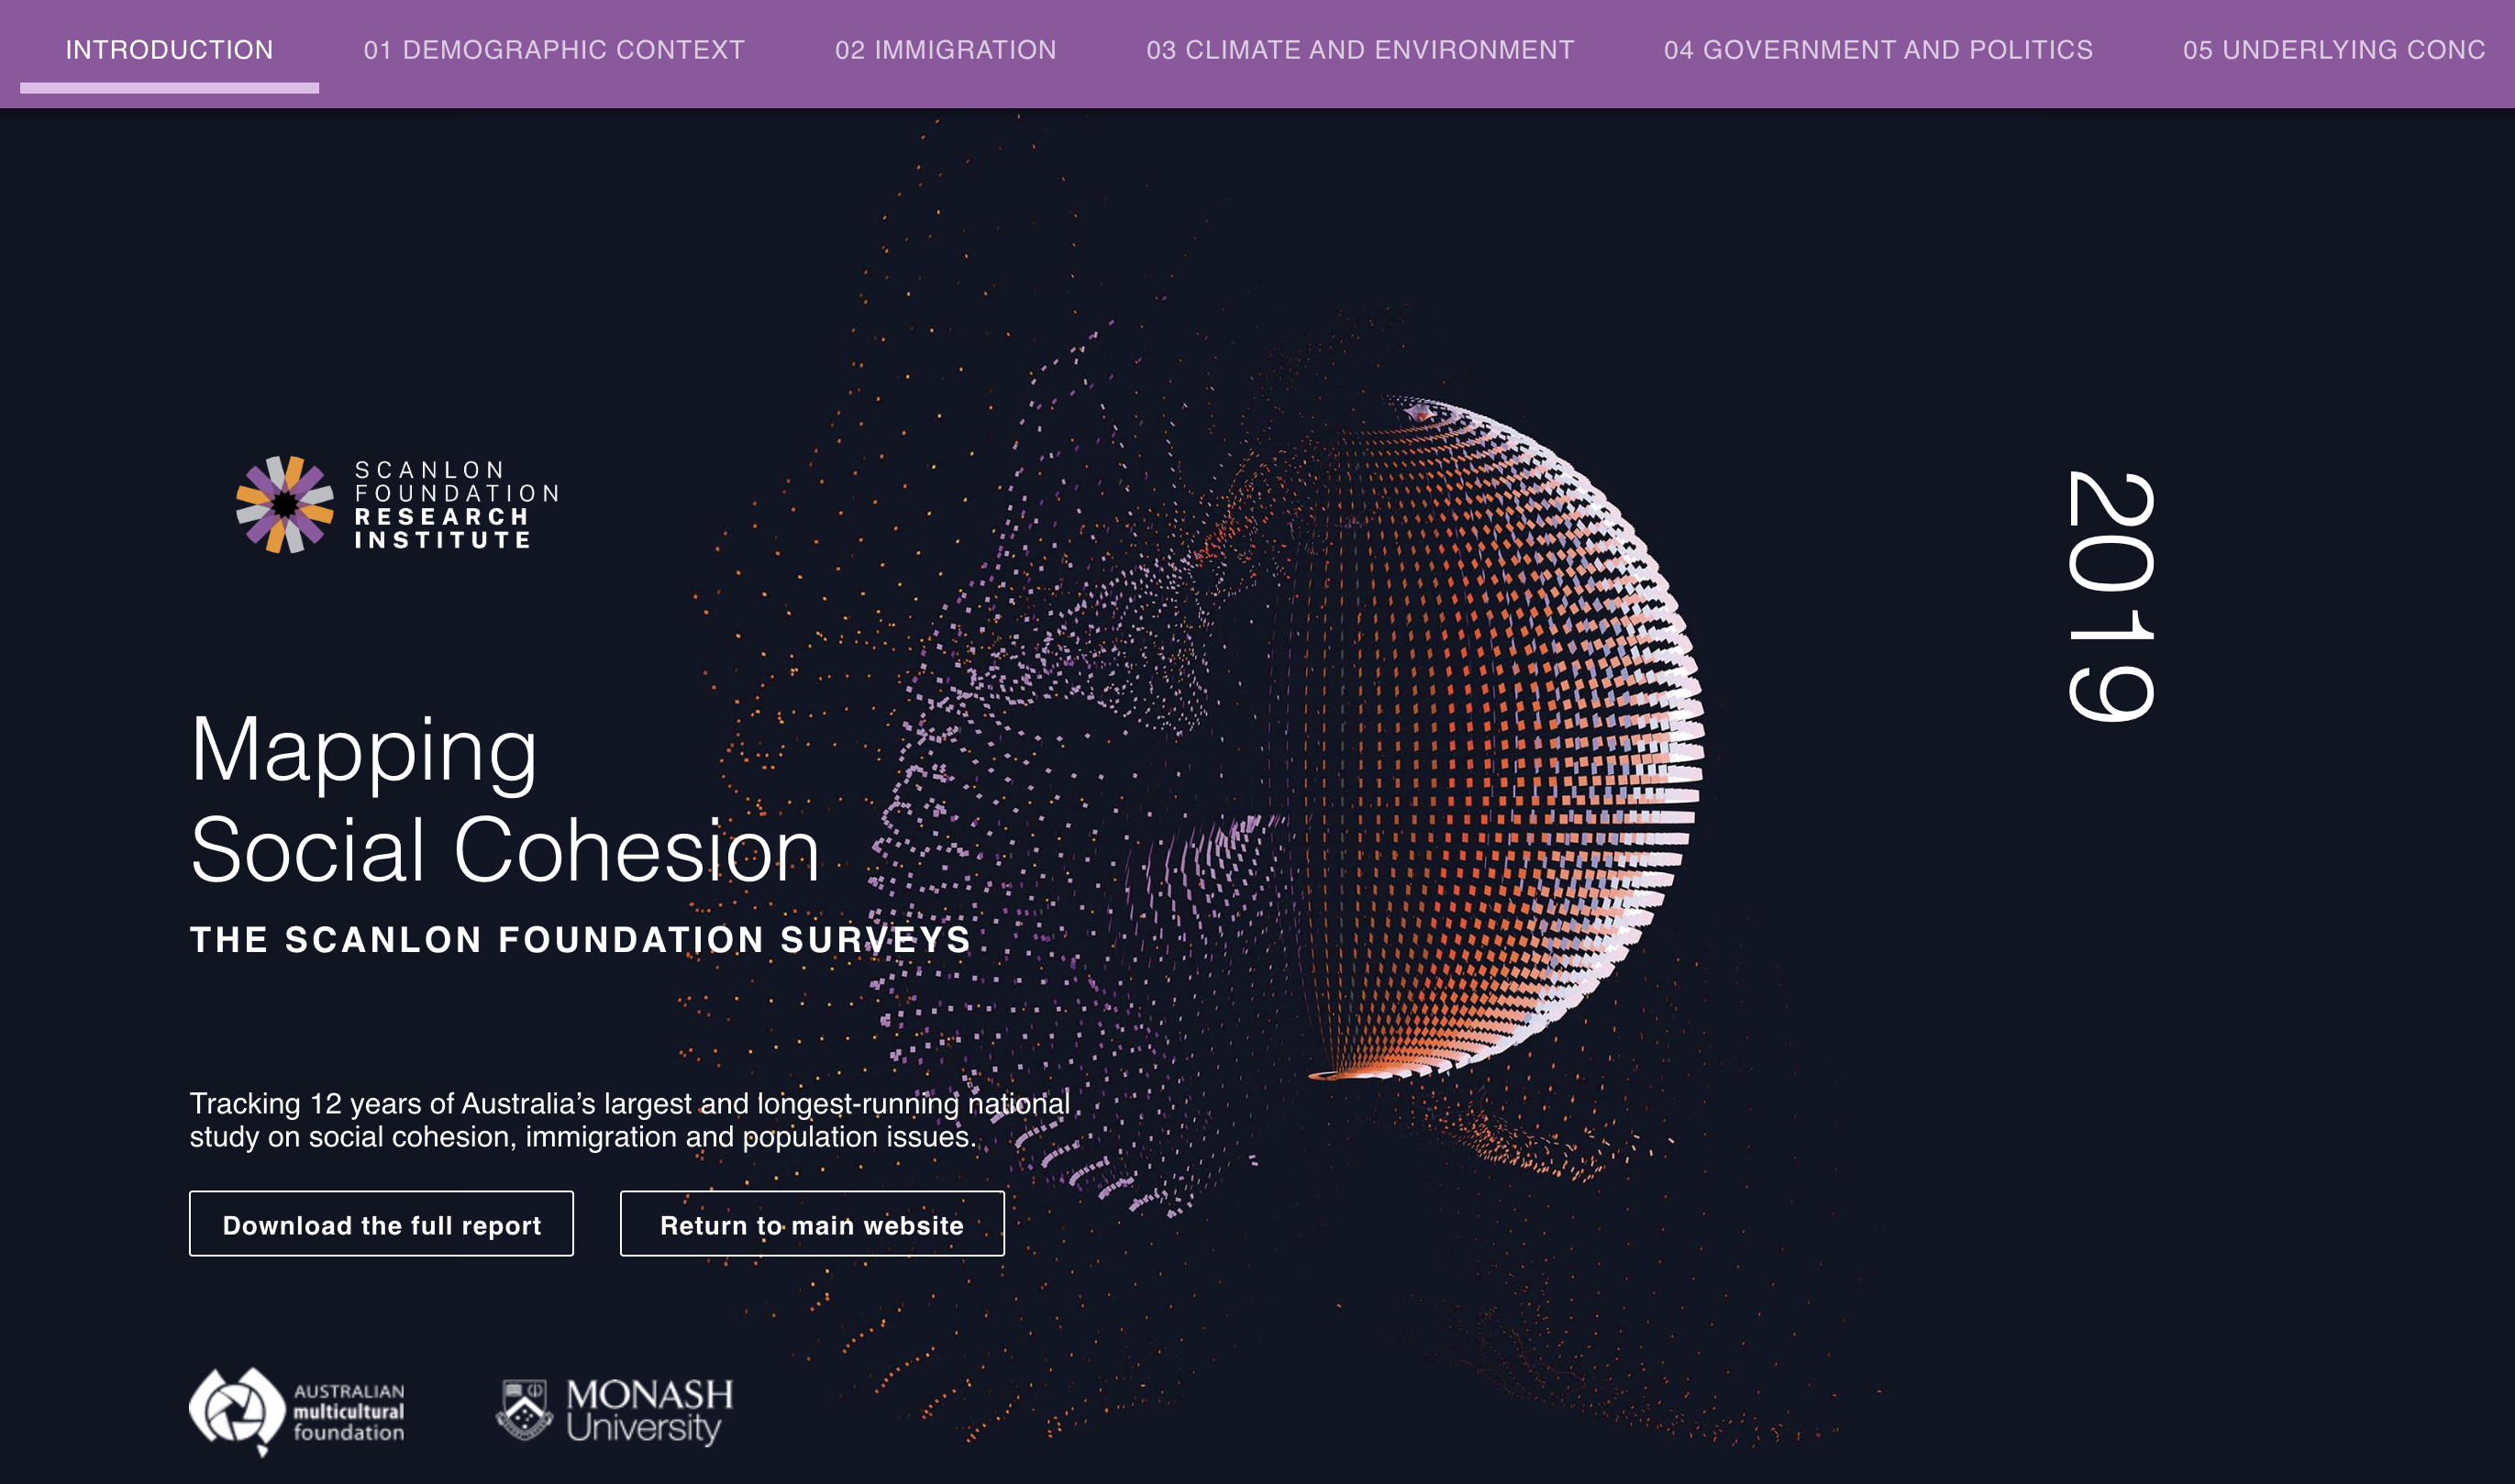 INTRODUCTION
01 DEMOGRAPHIC CONTEXT
02 IMMIGRATION
03 CLIMATE AND ENVIRONMENT
04 GOVERNMENT AND POLITICS
05 UNDERLYING CONC
SCANLON
FOUNDATION
RESEARCH
INSTITUTE
2019
Mapping
Social Cohesion
THE SCANLON FOUNDATION SURVEYS
Tracking 12 years of Australia’s largest and longest-running national
study on social cohesion, immigration and population issues.
Download the full report
Return to main website
AUSTRALIAN
multicultural
foundation
MONASH
University